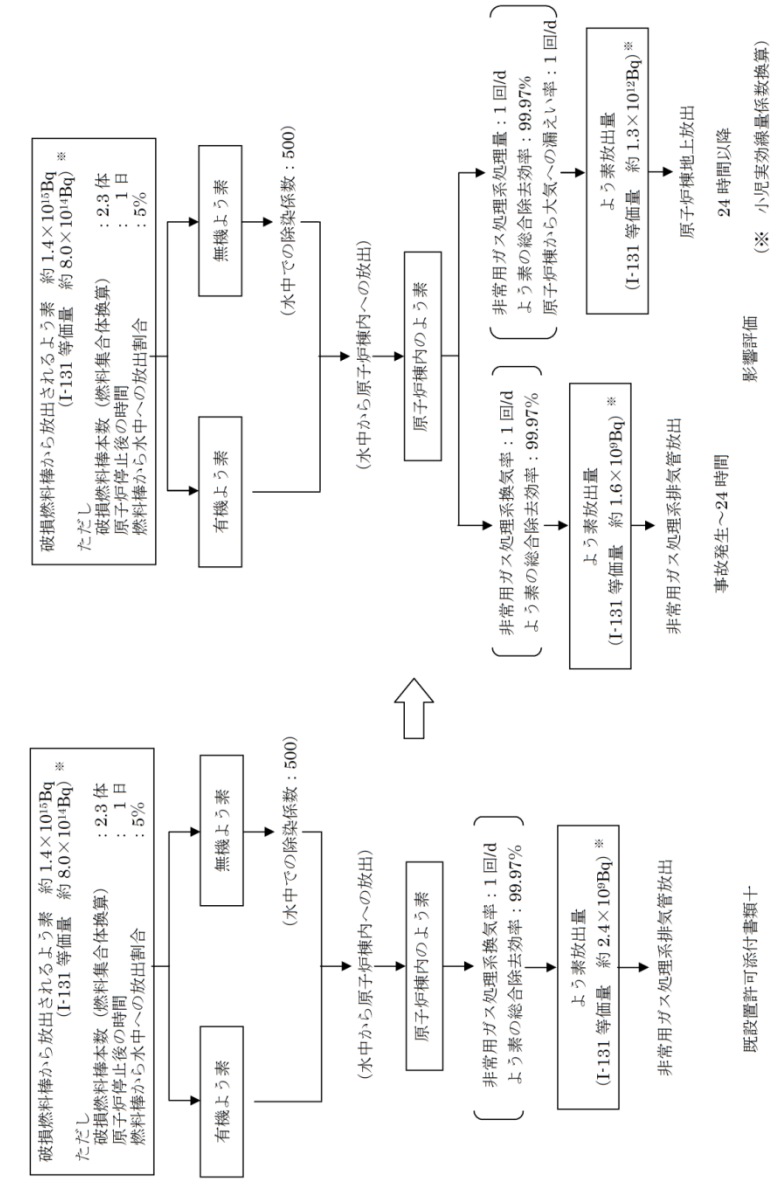 破損燃料棒から放出されるよう素　約 1.4×10¹⁵Bq
(I-131 等価量　約 8.0×10¹⁴Bq) ※
ただし
破損燃料棒本数 (燃料集合体換算)　: 2.3 体
原子炉停止後の時間　:　1 日
燃料棒から水中への放出割合　: 5%
有機よう素
無機よう素
(水中での除染係数 : 500)
(水中から原子炉棟内への放出)
原子炉棟内のよう素
非常用ガス処理系換気率 : 1 回/d
よう素の総合除去効率 : 99.97%
よう素放出量
(I-131 等価量　約 2.4×10⁹Bq) ※
非常用ガス処理系排気管放出
既設置許可添付書類十
破損燃料棒から放出されるよう素　約 1.4×10¹⁵Bq
(I-131 等価量　約 8.0×10¹⁴Bq) ※
ただし
破損燃料棒本数 (燃料集合体換算)　: 2.3 体
原子炉停止後の時間　:　1 日
燃料棒から水中への放出割合　: 5%
有機よう素
無機よう素
(水中での除染係数 : 500)
(水中から原子炉棟内への放出)
原子炉棟内のよう素
非常用ガス処理系換気率 : 1 回/d
よう素の総合除去効率 : 99.97%
よう素放出量
(I-131 等価量　約 1.6×10⁹Bq) ※
非常用ガス処理系排気管放出
事故発生～24 時間
非常用ガス処理系処理量 : 1 回/d
よう素の総合除去効率 : 99.97%
原子炉棟から大気への漏えい率 : 1 回/d
よう素放出量
(I-131 等価量　約 1.3×10¹²Bq) ※
原子炉棟地上放出
24 時間以降
影響評価
(※　小児実効線量係数換算)